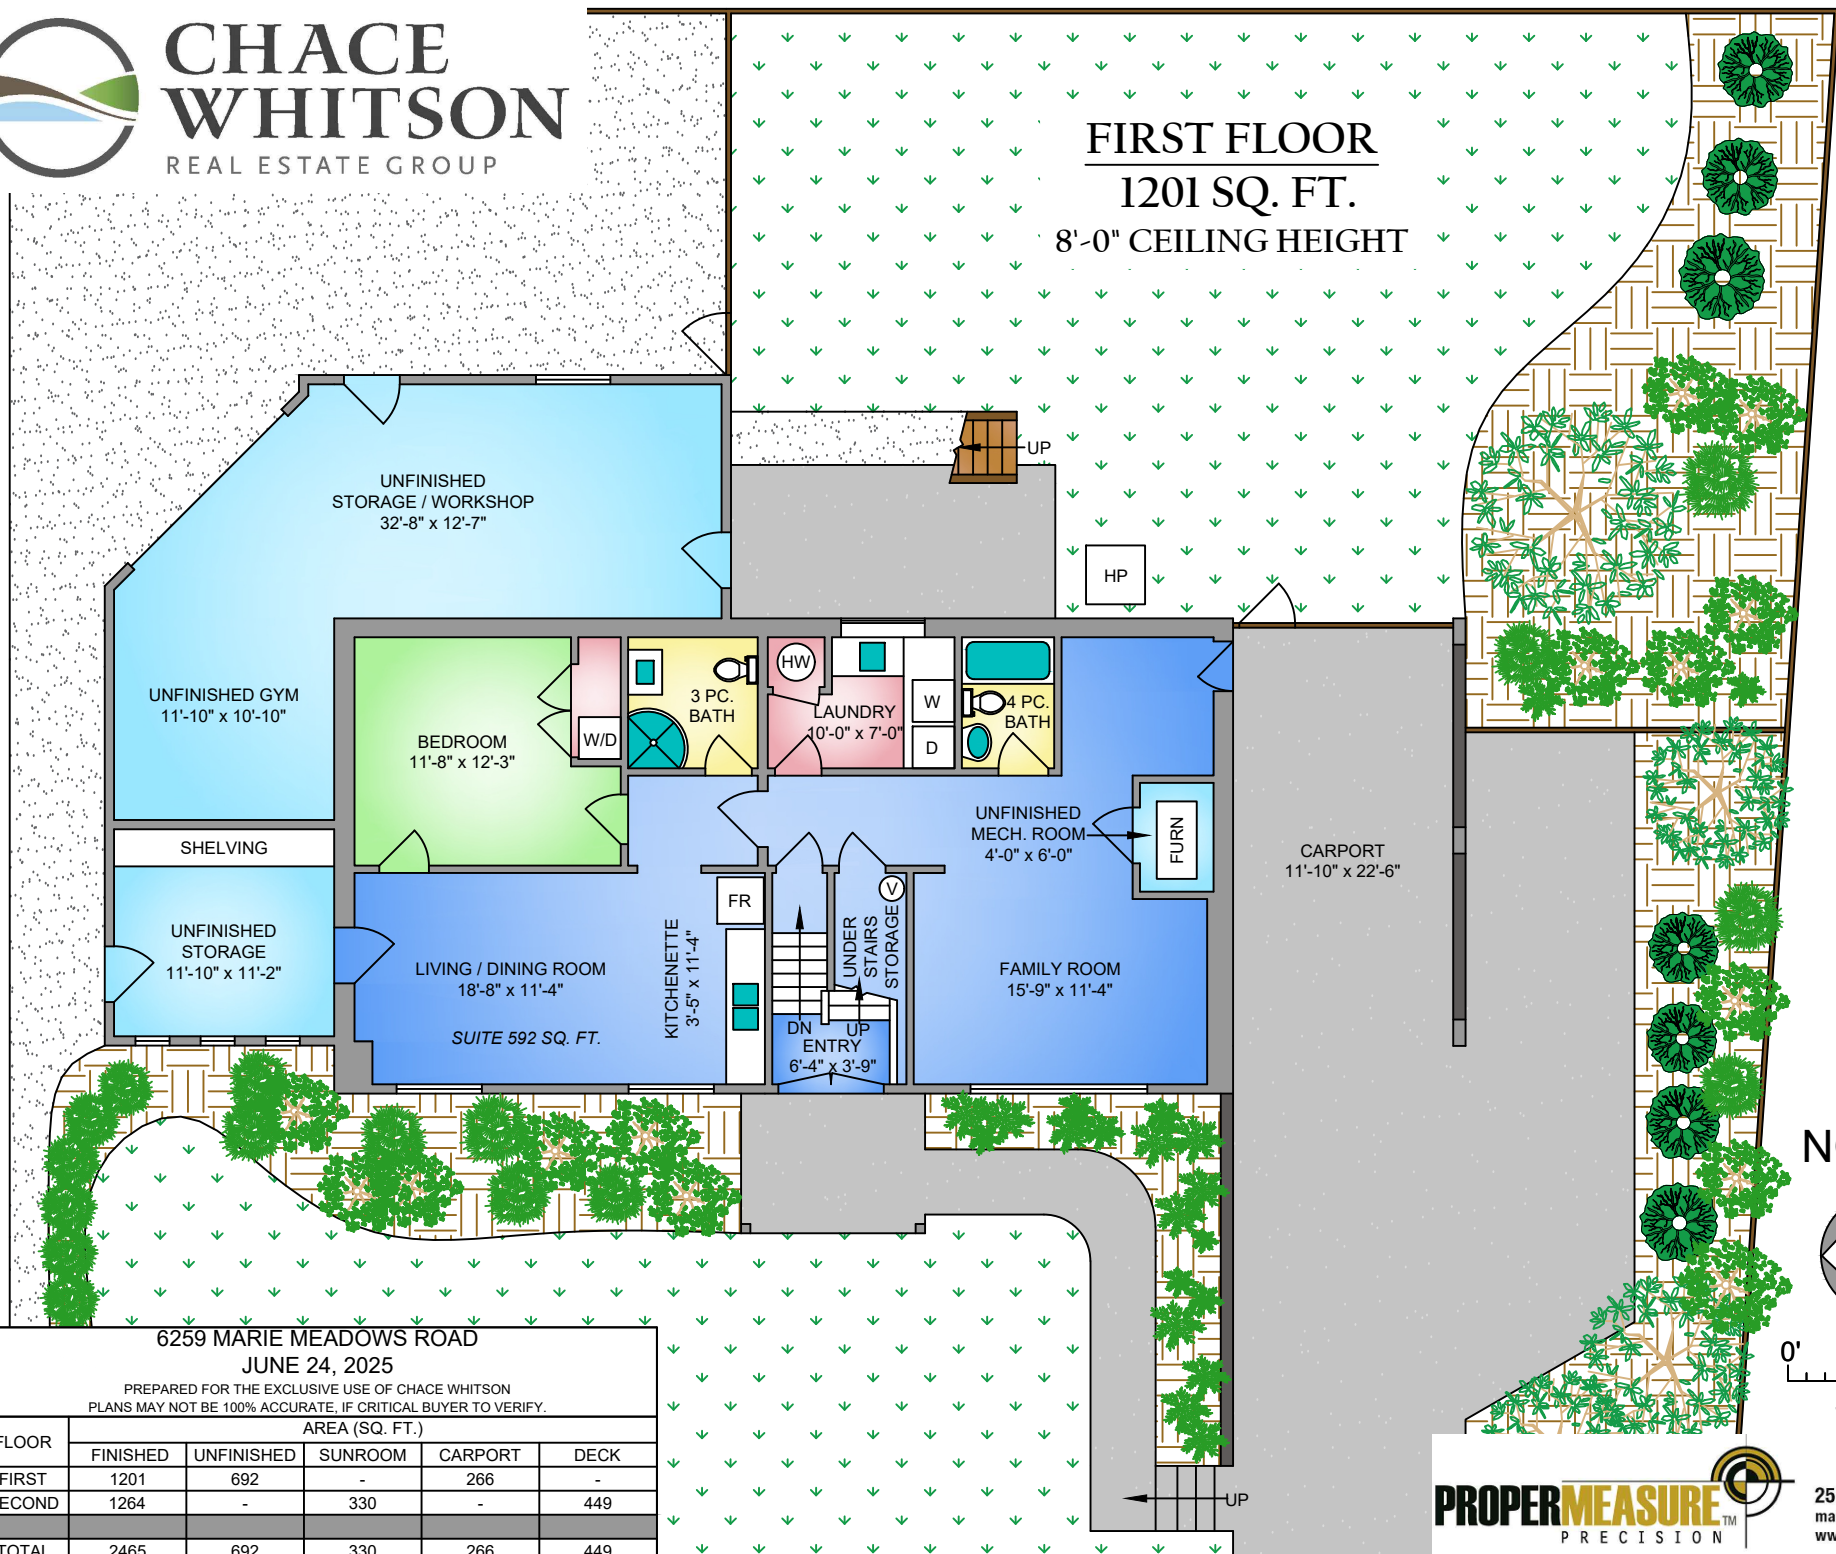 CHACE
WHITSON
REAL ESTATE GROUP
FIRST FLOOR
1201 SQ. FT.
8'-0" CEILING HEIGHT
UP
UNFINISHED
STORAGE / WORKSHOP
32'-8" x 12'-7"
HP
UNFINISHED GYM
11'-10" x 10'-10"
BEDROOM
11'-8" x 12'-3"
W/D
3 PC.
BATH
HW
LAUNDRY
10'-0" x 7'-0"
W
D
4 PC.
BATH
UNFINISHED
MECH. ROOM
4'-0" x 6'-0"
FURN
CARPORT
11'-10" x 22'-6"
SHELVING
UNFINISHED
STORAGE
11'-10" x 11'-2"
LIVING / DINING ROOM
18'-8" x 11'-4"
SUITE 592 SQ. FT.
KITCHENETTE
3'-5" x 11'-4"
FR
V
UNDER
STAIRS
STORAGE
DN
UP
ENTRY
6'-4" x 3'-9"
FAMILY ROOM
15'-9" x 11'-4"
0'
UP
6259 MARIE MEADOWS ROAD
JUNE 24, 2025
PREPARED FOR THE EXCLUSIVE USE OF CHACE WHITSON
PLANS MAY NOT BE 100% ACCURATE, IF CRITICAL BUYER TO VERIFY.
AREA (SQ. FT.)
FINISHED UNFINISHED SUNROOM CARPORT DECK
FIRST 1201 692 - 266 -
1264 - 330 - 449
TOTAL 2465 692 330 266 449
PROPERMEASURE TM
PRECISION
25